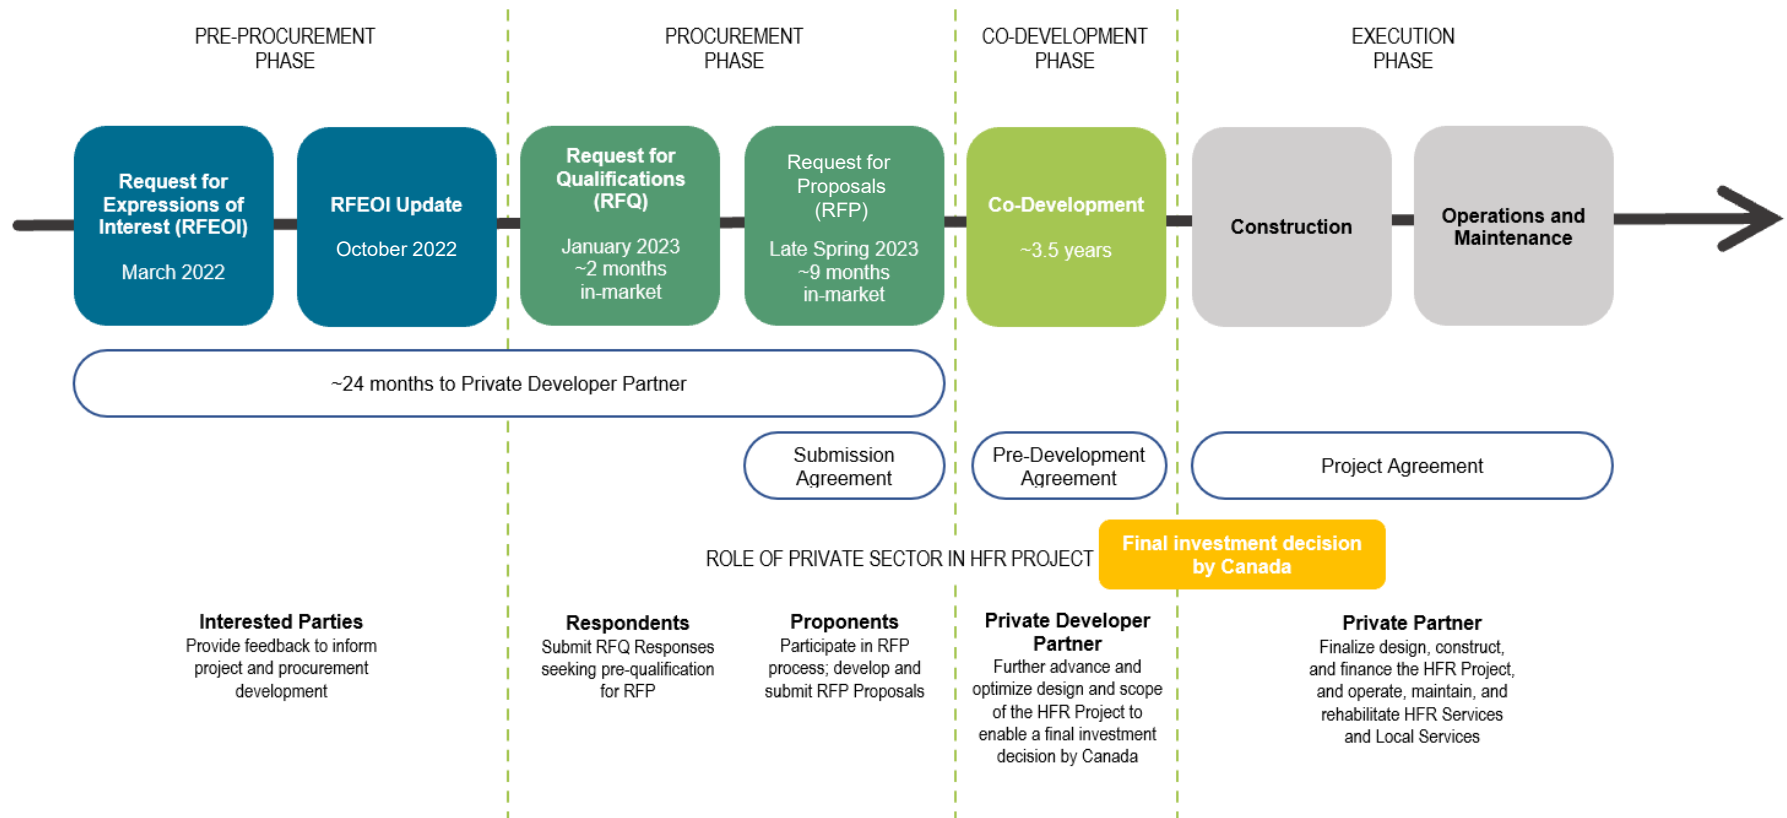 PRE-PROCUREMENT
PHASE
PROCUREMENT
PHASE
CO-DEVELOPMENT
PHASE
EXECUTION
PHASE
Request for
Expressions of
Interest (RFEOI)
March 2022
RFEOI Update
October 2022
Request for
Qualifications
(RFQ)
January 2023
~2 months
in-market
Request for
Proposals
(RFP)
Late Spring 2023
~9 months
in-market
Co-Development
~3.5 years
Construction
Operations and
Maintenance
~24 months to Private Developer Partner
Submission
Agreement
Pre-Development
Agreement
Project Agreement
ROLE OF PRIVATE SECTOR IN HFR PROJECT
Final investment decision
by Canada
Interested Parties
Provide feedback to inform
project and procurement
development
Respondents
Submit RFQ Responses
seeking pre-qualification
for RFP
Proponents
Participate in RFP
process; develop and
submit RFP Proposals
Private Developer
Partner
Further advance and
optimize design and scope
of the HFR Project to
enable a final investment
decision by Canada
Private Partner
Finalize design, construct,
and finance the HFR Project,
and operate, maintain, and
rehabilitate HFR Services
and Local Services